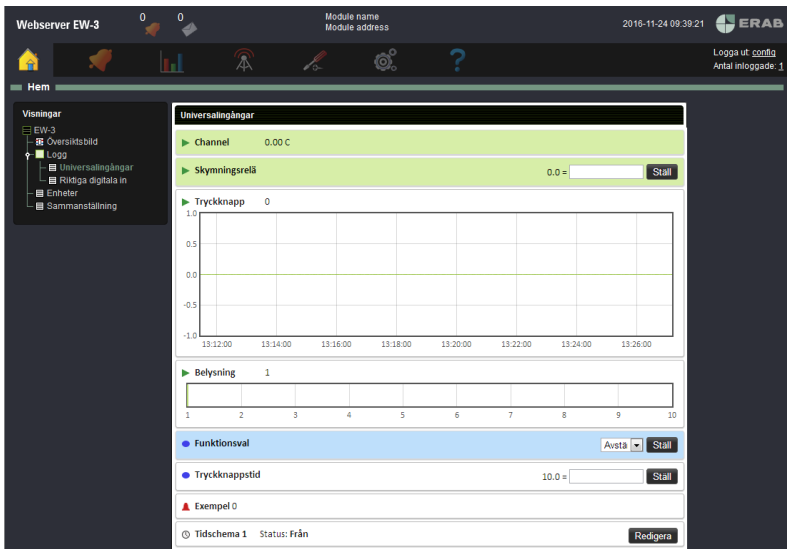 Webserver EW-3
0 0
Module name
Module address
2016-11-24 09:39:21
ERAB
Logga ut: config
Antal inloggade: 1
Hem
Visningar
EW-3
Översiktsbild
Logg
Universalingångar
Riktiga digitala in
Enheter
Sammanställning
Universalingångar
Channel 0.00 C
Skymningsrelä 0.0 = Ställ
Tryckknapp 0
1.0
0.5
0.0
-0.5
-1.0
13:12:00 13:14:00 13:16:00 13:18:00 13:20:00 13:22:00 13:24:00 13:26:00
Belysning 1
1 2 3 4 5 6 7 8 9 10
Funktionsval Avstä Ställ
Tryckknappstid 10.0 = Ställ
Exempel 0
Tidschema 1 Status: Från Redigera